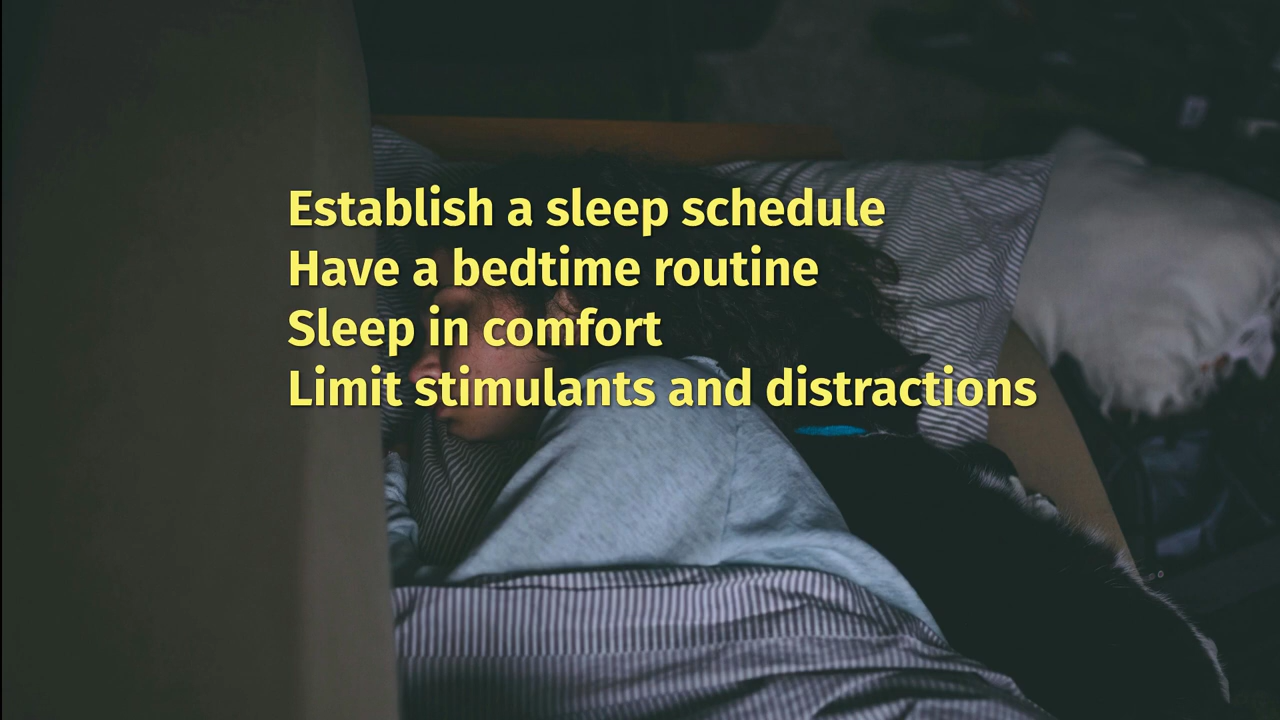 Establish a sleep schedule
Have a bedtime routine
Sleep in comfort
Limit stimulants and distractions